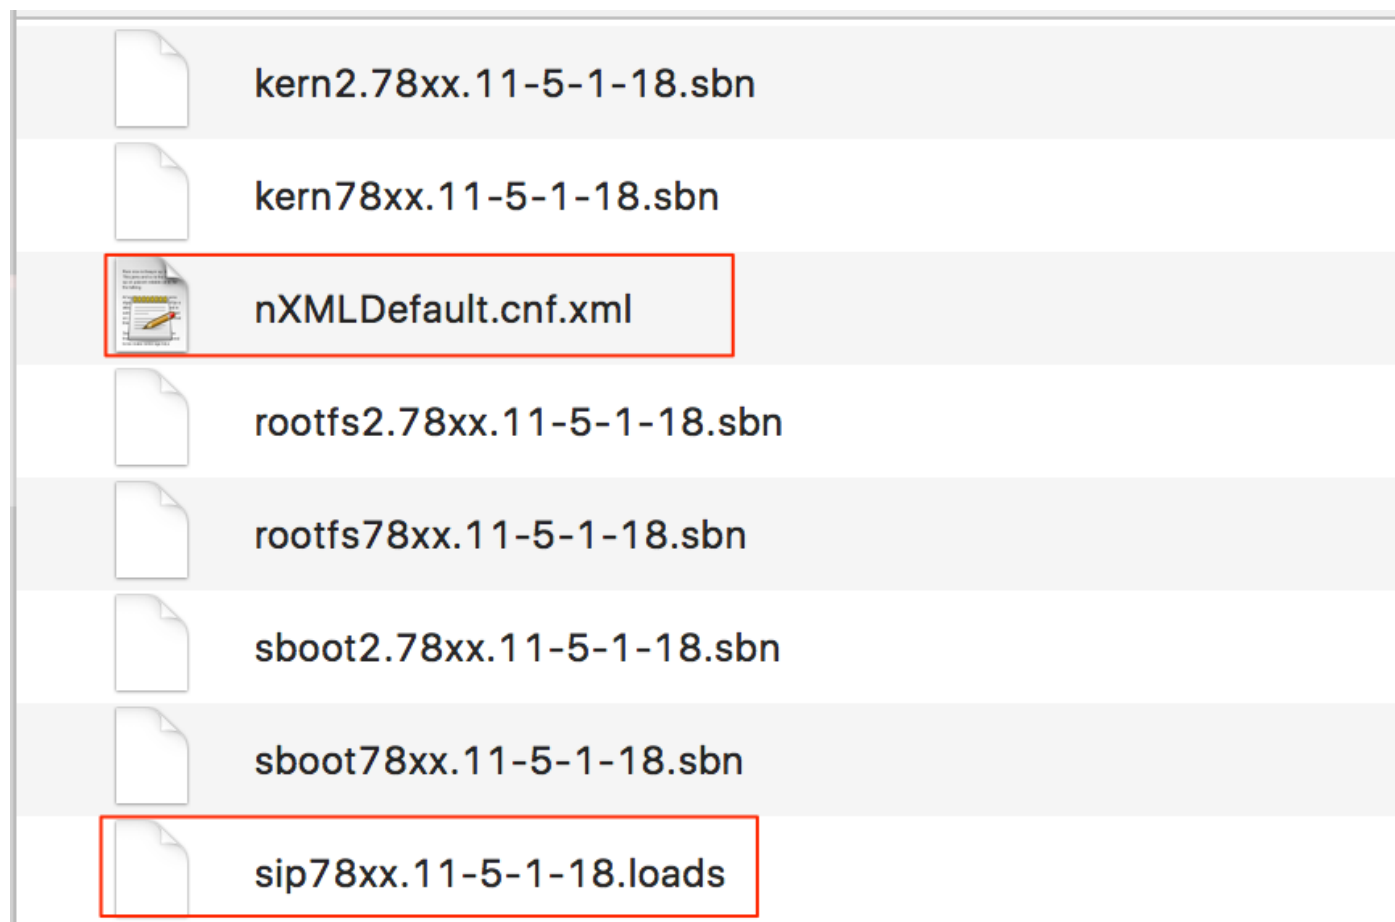 kern2.78xx.11-5-1-18.sbn
kern78xx.11-5-1-18.sbn
nXMLDefault.cnf.xml
rootfs2.78xx.11-5-1-18.sbn
rootfs78xx.11-5-1-18.sbn
sboot2.78xx.11-5-1-18.sbn
sboot78xx.11-5-1-18.sbn
sip78xx.11-5-1-18.loads